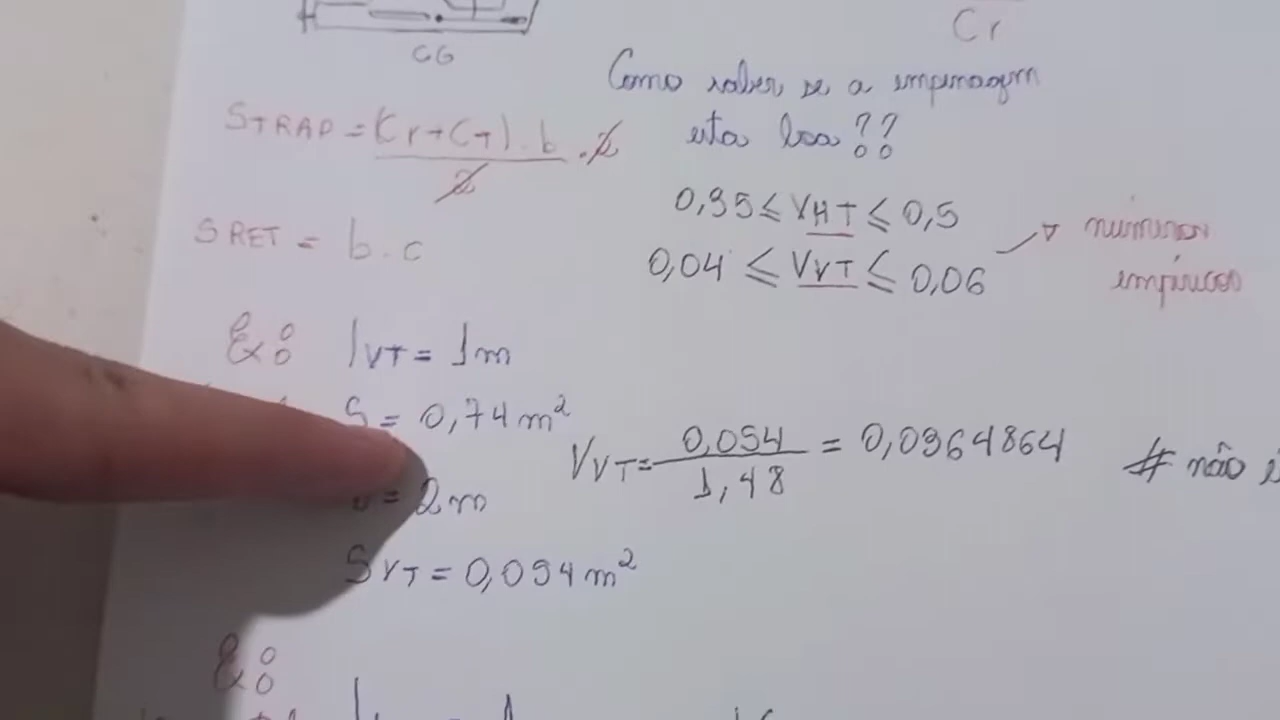 CG
Cr
Como saber se a empenagem
esta boa??
STRAP = (Cr+CT).b .2
2
SRET = b.c
0,35 ≤ VHT ≤ 0,5
0,04 ≤ VVT ≤ 0,06
números
empíricos
Ex: lVT = 1m
S = 0,74 m²
= 2m
SVT = 0,054 m²
VVT = 0,054 = 0,0364864
1,48
# não
Ex: